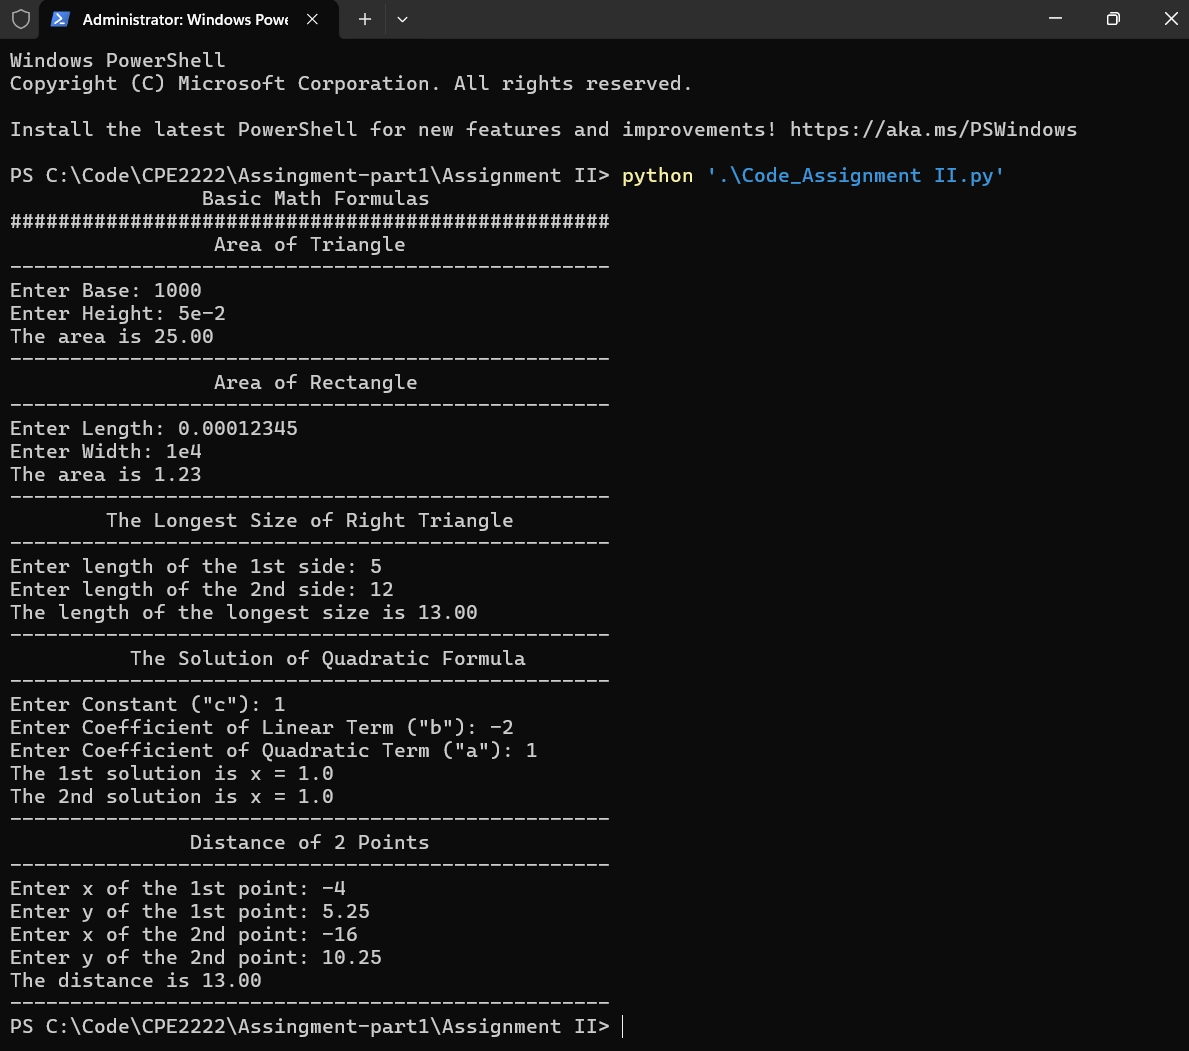 Administrator: Windows Powe
Windows PowerShell
Copyright (C) Microsoft Corporation. All rights reserved.
Install the latest PowerShell for new features and improvements! https://aka.ms/PSWindows
PS C:\Code\CPE2222\Assingment-part1\Assignment II> python '.\Code_Assignment II.py'
                Basic Math Formulas
##################################################
                 Area of Triangle
--------------------------------------------------
Enter Base: 1000
Enter Height: 5e-2
The area is 25.00
--------------------------------------------------
                 Area of Rectangle
--------------------------------------------------
Enter Length: 0.00012345
Enter Width: 1e4
The area is 1.23
--------------------------------------------------
        The Longest Size of Right Triangle
--------------------------------------------------
Enter length of the 1st side: 5
Enter length of the 2nd side: 12
The length of the longest size is 13.00
--------------------------------------------------
          The Solution of Quadratic Formula
--------------------------------------------------
Enter Constant ("c"): 1
Enter Coefficient of Linear Term ("b"): -2
Enter Coefficient of Quadratic Term ("a"): 1
The 1st solution is x = 1.0
The 2nd solution is x = 1.0
--------------------------------------------------
               Distance of 2 Points
--------------------------------------------------
Enter x of the 1st point: -4
Enter y of the 1st point: 5.25
Enter x of the 2nd point: -16
Enter y of the 2nd point: 10.25
The distance is 13.00
--------------------------------------------------
PS C:\Code\CPE2222\Assingment-part1\Assignment II>